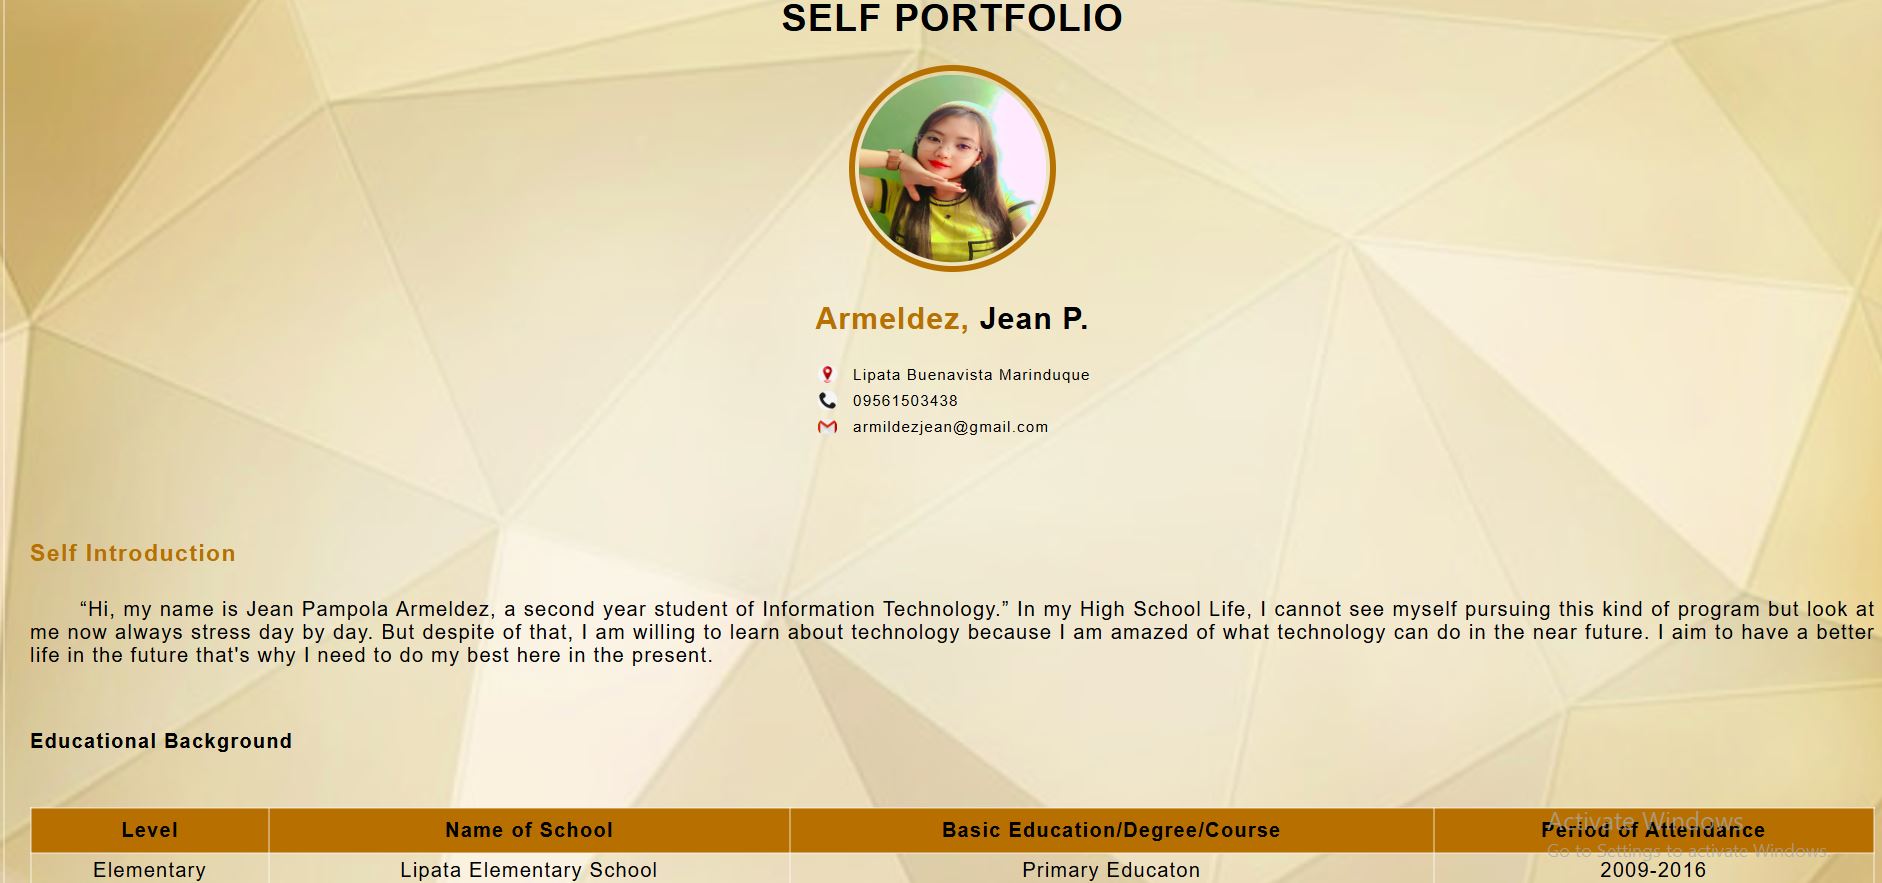 SELF PORTFOLIO
Armeldez, Jean P.
Lipata Buenavista Marinduque
09561503438
armildezjean@gmail.com
Self Introduction
“Hi, my name is Jean Pampola Armeldez, a second year student of Information Technology.” In my High School Life, I cannot see myself pursuing this kind of program but look at
me now always stress day by day. But despite of that, I am willing to learn about technology because I am amazed of what technology can do in the near future. I aim to have a better
life in the future that's why I need to do my best here in the present.
Educational Background
Level Name of School Basic Education/Degree/Course Period of Attendance
Activate Windows
Go to Settings to activate Windows.
Elementary Lipata Elementary School Primary Educaton 2009-2016